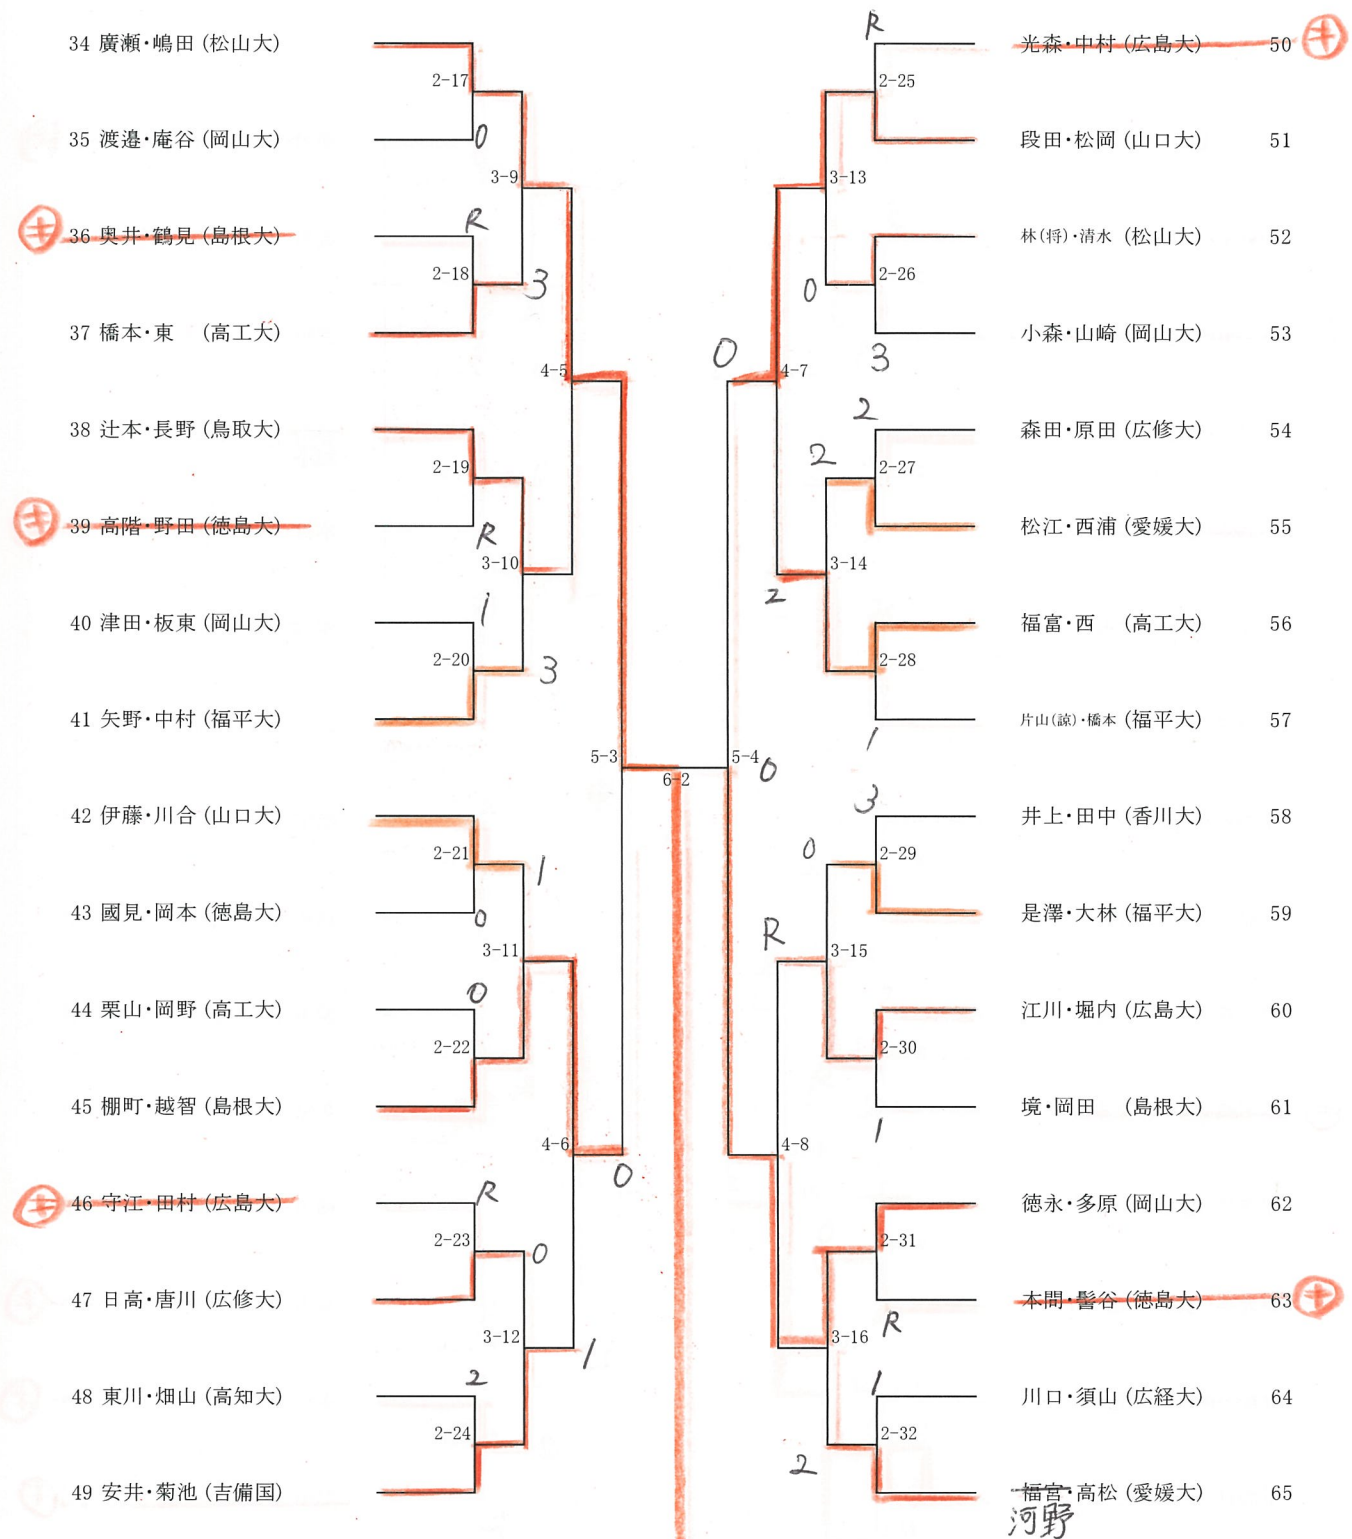 34 廣瀬・嶋田 (松山大)
2-17
35 渡邉・庵谷 (岡山大)
0
3-9
キ
36 奥井・鶴見 (島根大)
R
2-18
3
37 橋本・東 (高工大)
4-5
38 辻本・長野 (鳥取大)
2-19
キ
39 高階・野田 (徳島大)
R
3-10
40 津田・板東 (岡山大)
1
2-20
3
41 矢野・中村 (福平大)
5-3
42 伊藤・川合 (山口大)
2-21
1
43 國見・岡本 (徳島大)
0
3-11
44 栗山・岡野 (高工大)
0
2-22
45 棚町・越智 (島根大)
4-6
0
キ
46 守江・田村 (広島大)
R
2-23
0
47 日高・唐川 (広修大)
3-12
1
48 東川・畑山 (高知大)
2
2-24
49 安井・菊池 (吉備国)
6-2
R
光森・中村 (広島大) 50
キ
2-25
段田・松岡 (山口大) 51
3-13
林(将)・清水 (松山大) 52
2-26
0
小森・山崎 (岡山大) 53
3
0
4-7
2
森田・原田 (広修大) 54
2
2-27
松江・西浦 (愛媛大) 55
3-14
2
福富・西 (高工大) 56
2-28
片山(諒)・橋本 (福平大) 57
1
5-4
0
3
井上・田中 (香川大) 58
0
2-29
是澤・大林 (福平大) 59
R
3-15
江川・堀内 (広島大) 60
2-30
境・岡田 (島根大) 61
1
4-8
徳永・多原 (岡山大) 62
2-31
本間・髻谷 (徳島大) 63
キ
R
3-16
1
川口・須山 (広経大) 64
2-32
2
福宮・高松 (愛媛大) 65
河野